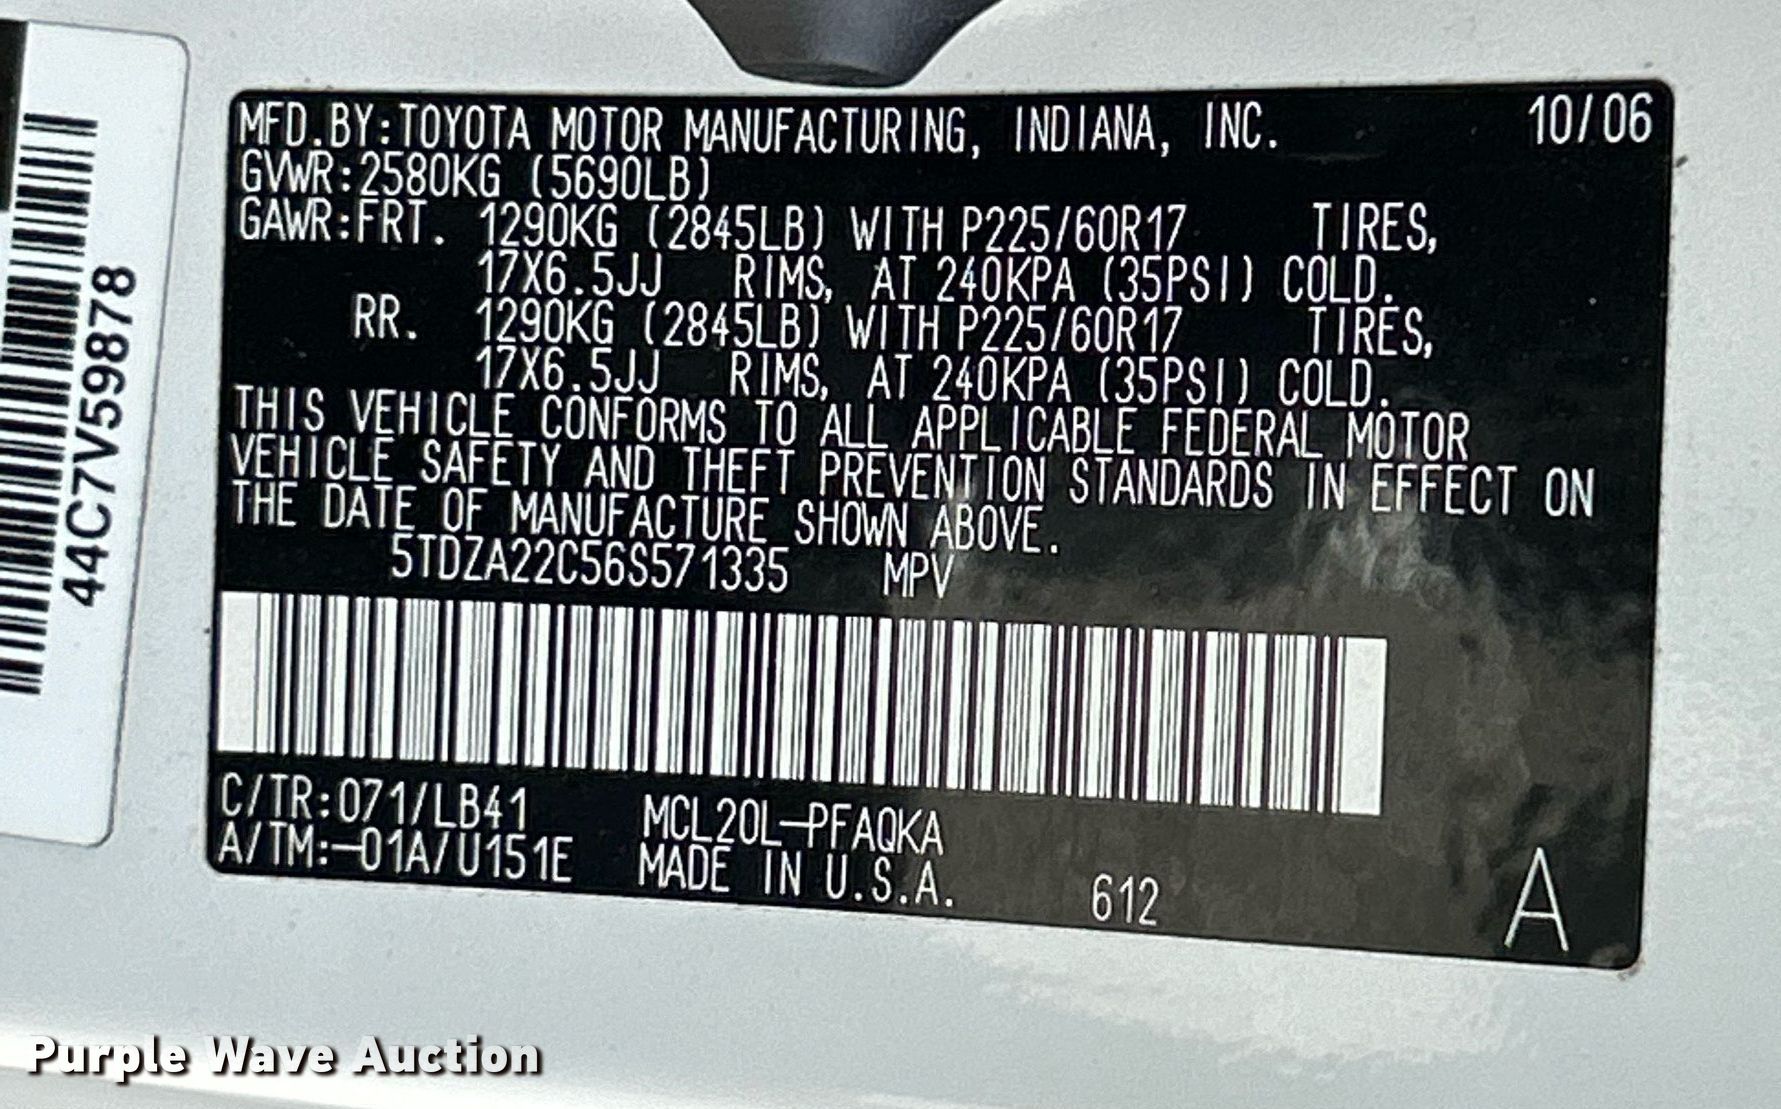 44C7V59878
MFD.BY:TOYOTA MOTOR MANUFACTURING, INDIANA, INC. 10/06
GVWR:2580KG (5690LB)
GAWR:FRT. 1290KG (2845LB) WITH P225/60R17 TIRES,
17X6.5JJ RIMS, AT 240KPA (35PSI) COLD.
RR. 1290KG (2845LB) WITH P225/60R17 TIRES,
17X6.5JJ RIMS, AT 240KPA (35PSI) COLD.
THIS VEHICLE CONFORMS TO ALL APPLICABLE FEDERAL MOTOR
VEHICLE SAFETY AND THEFT PREVENTION STANDARDS IN EFFECT ON
THE DATE OF MANUFACTURE SHOWN ABOVE.
5TDZA22C56S571335 MPV
C/TR:071/LB41 MCL20L-PFAQKA
A/TM:-01A/U151E MADE IN U.S.A. 612 A
Purple Wave Auction